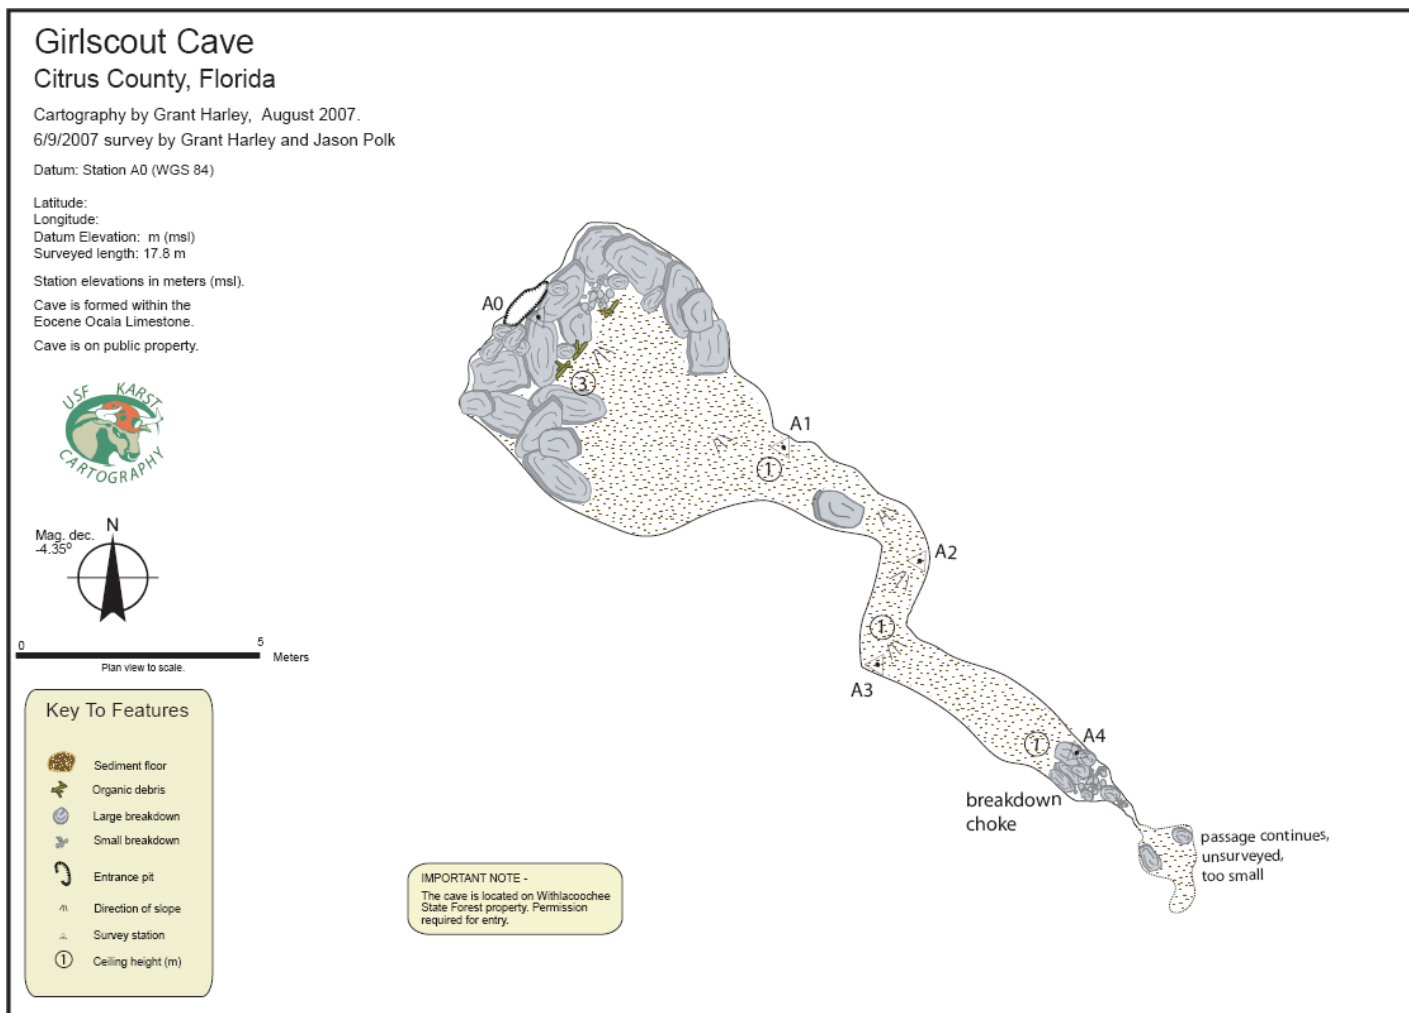 Girlscout Cave
Citrus County, Florida
Cartography by Grant Harley, August 2007.
6/9/2007 survey by Grant Harley and Jason Polk
Datum: Station A0 (WGS 84)
Latitude:
Longitude:
Datum Elevation: m (msl)
Surveyed length: 17.8 m
Station elevations in meters (msl).
Cave is formed within the
Eocene Ocala Limestone.
Cave is on public property.
USF KARST
CARTOGRAPHY
N
Mag. dec.
-4.35º
0 5
Meters
Plan view to scale.
Key To Features
Sediment floor
Organic debris
Large breakdown
Small breakdown
Entrance pit
Direction of slope
Survey station
1 Ceiling height (m)
A0
3
A1
1
A2
1
A3
1
A4
breakdown
choke
passage continues,
unsurveyed,
too small
IMPORTANT NOTE -
The cave is located on Withlacoochee
State Forest property. Permission
required for entry.